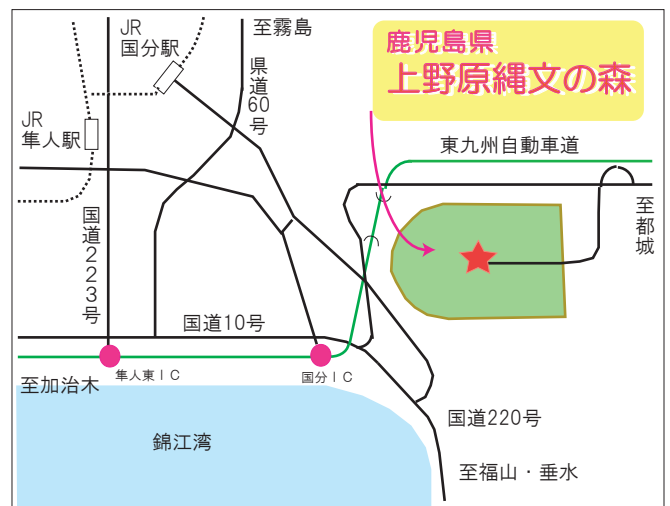 JR
国分駅
至霧島
県道60号
鹿児島県
上野原縄文の森
JR
隼人駅
東九州自動車道
至都城
国道223号
国道10号
隼人東IC
国分IC
至加治木
国道220号
錦江湾
至福山・垂水